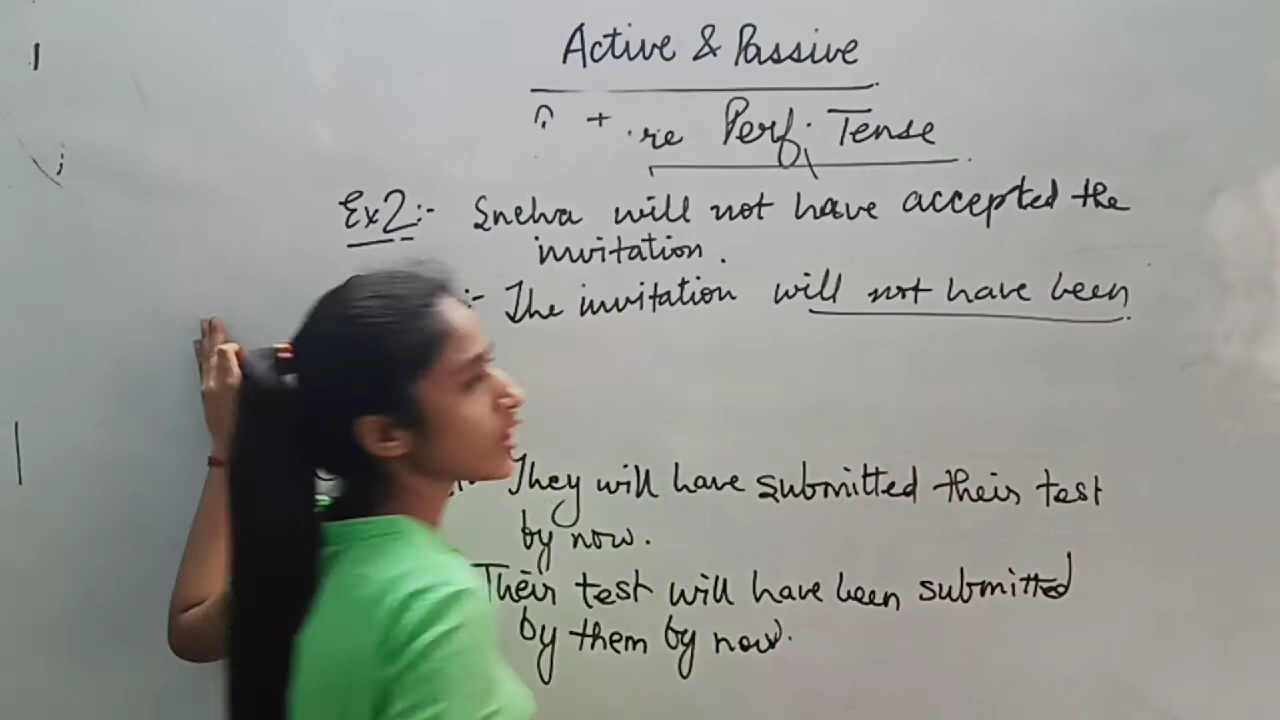 Active & Passive
Perf. Tense
Ex2:- Sneha will not have accepted the
invitation.
:- The invitation will not have been
They will have submitted their test
by now.
Their test will have been submitted
by them by now.